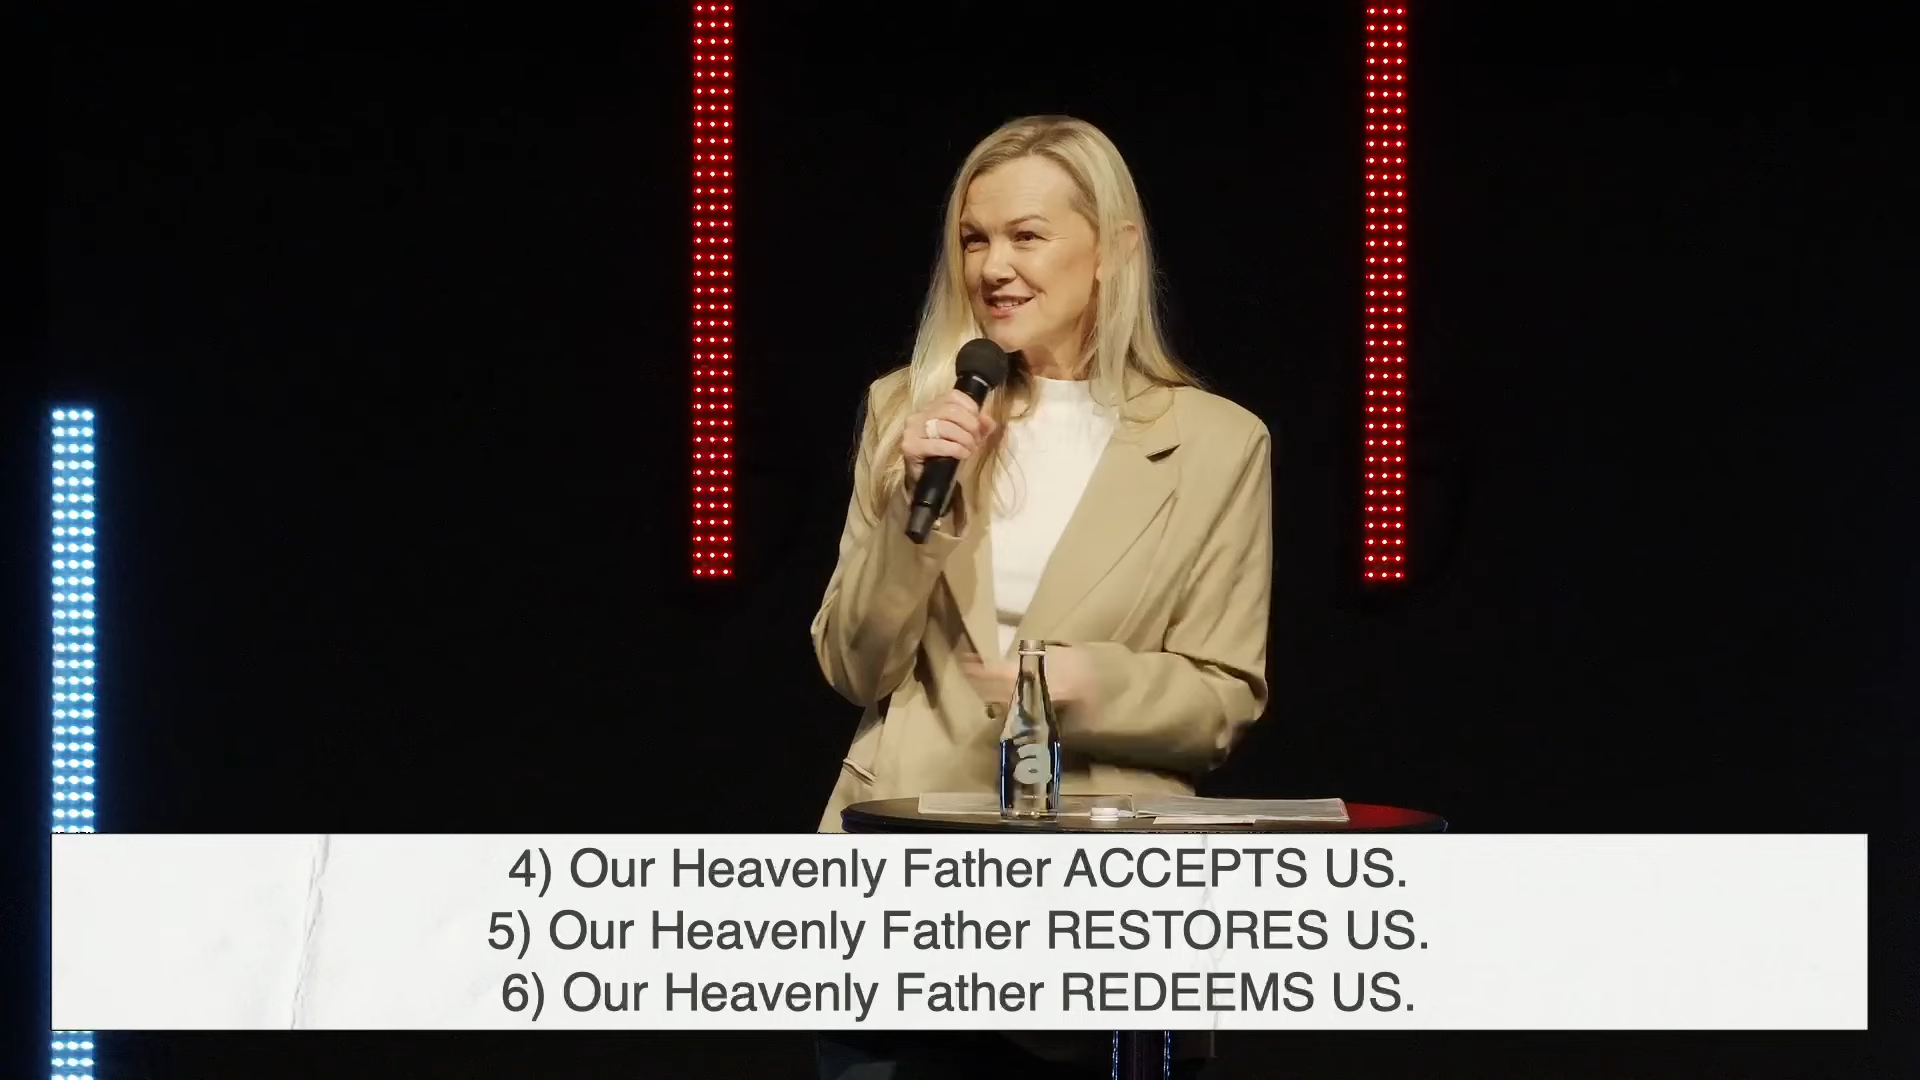 a
4) Our Heavenly Father ACCEPTS US.
5) Our Heavenly Father RESTORES US.
6) Our Heavenly Father REDEEMS US.